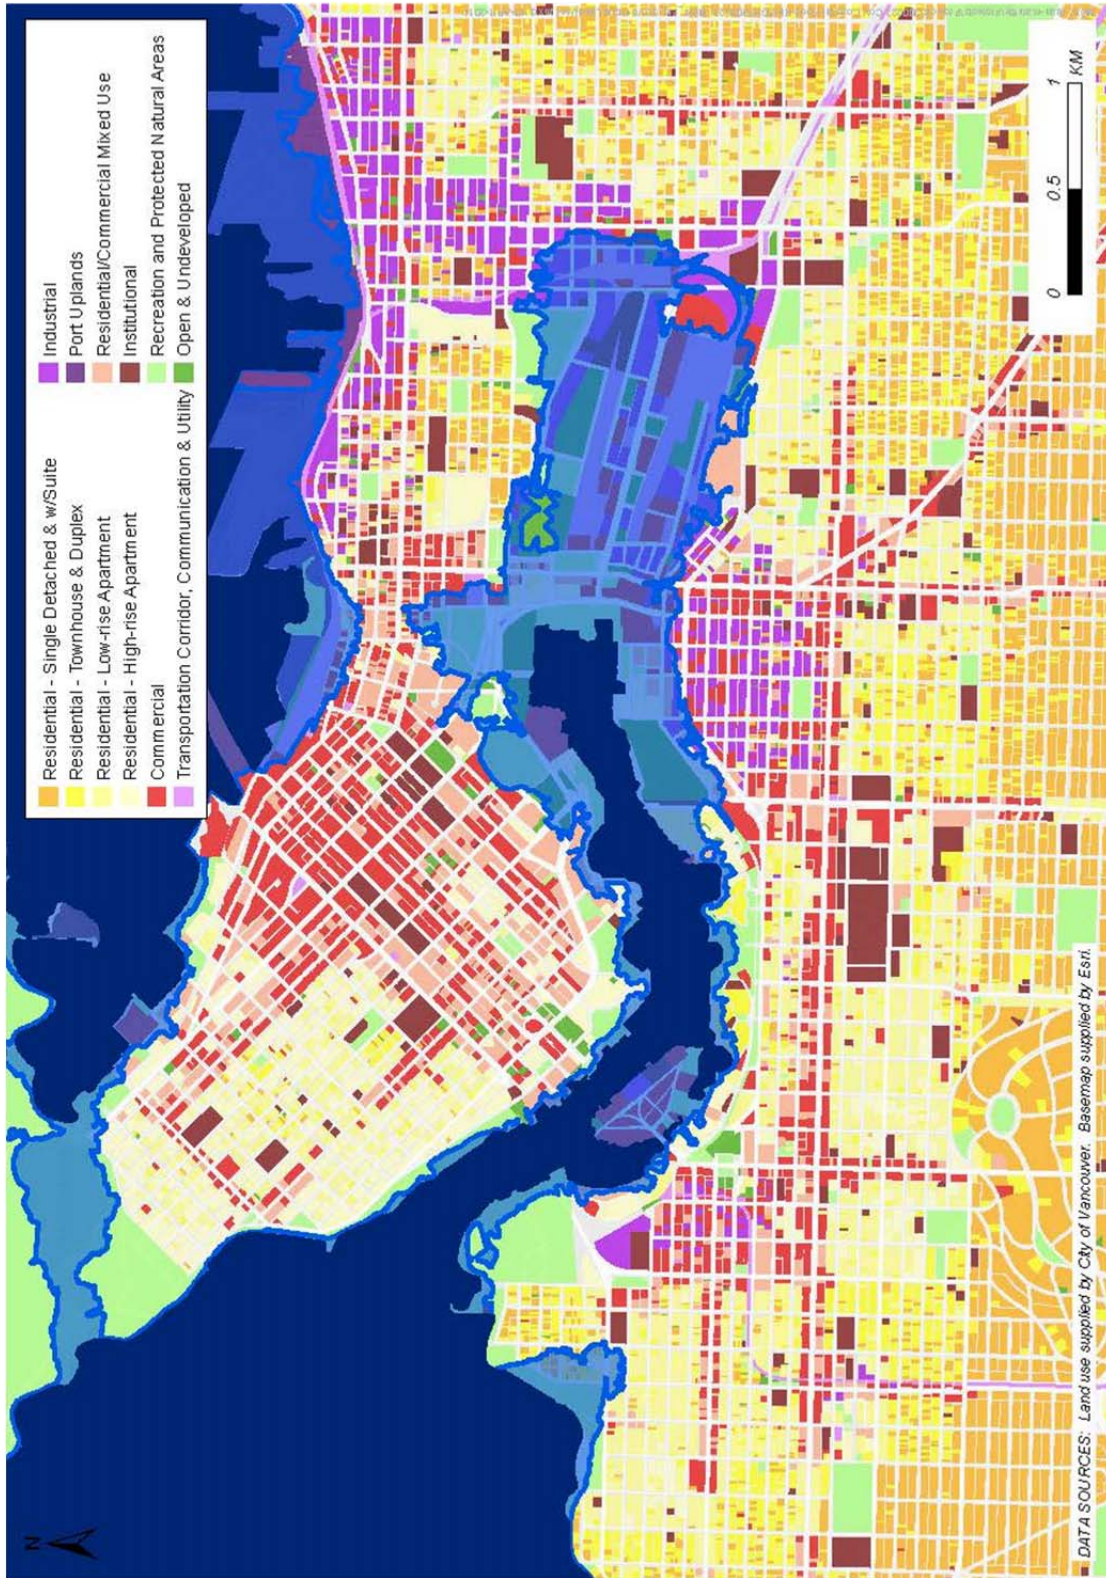 Residential - Single Detached & w/Suite
Residential - Townhouse & Duplex
Residential - Low-rise Apartment
Residential - High-rise Apartment
Commercial
Transportation Corridor, Communication & Utility
Industrial
Port Uplands
Residential/Commercial Mixed Use
Institutional
Recreation and Protected Natural Areas
Open & Undeveloped
N
0 0.5 1
KM
DATA SOURCES: Land use supplied by City of Vancouver. Basemap supplied by Esri.